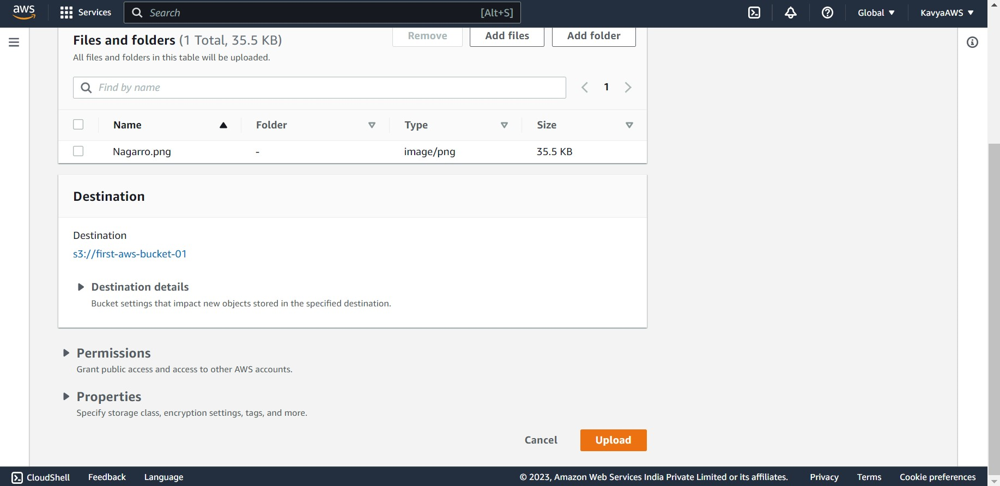 aws
Services
Search [Alt+S]
Global
KavyaAWS
Files and folders (1 Total, 35.5 KB)
Remove
Add files
Add folder
All files and folders in this table will be uploaded.
Find by name
1
Name Folder Type Size
Nagarro.png - image/png 35.5 KB
Destination
Destination
s3://first-aws-bucket-01
Destination details
Bucket settings that impact new objects stored in the specified destination.
Permissions
Grant public access and access to other AWS accounts.
Properties
Specify storage class, encryption settings, tags, and more.
Cancel
Upload
CloudShell Feedback Language © 2023, Amazon Web Services India Private Limited or its affiliates. Privacy Terms Cookie preferences